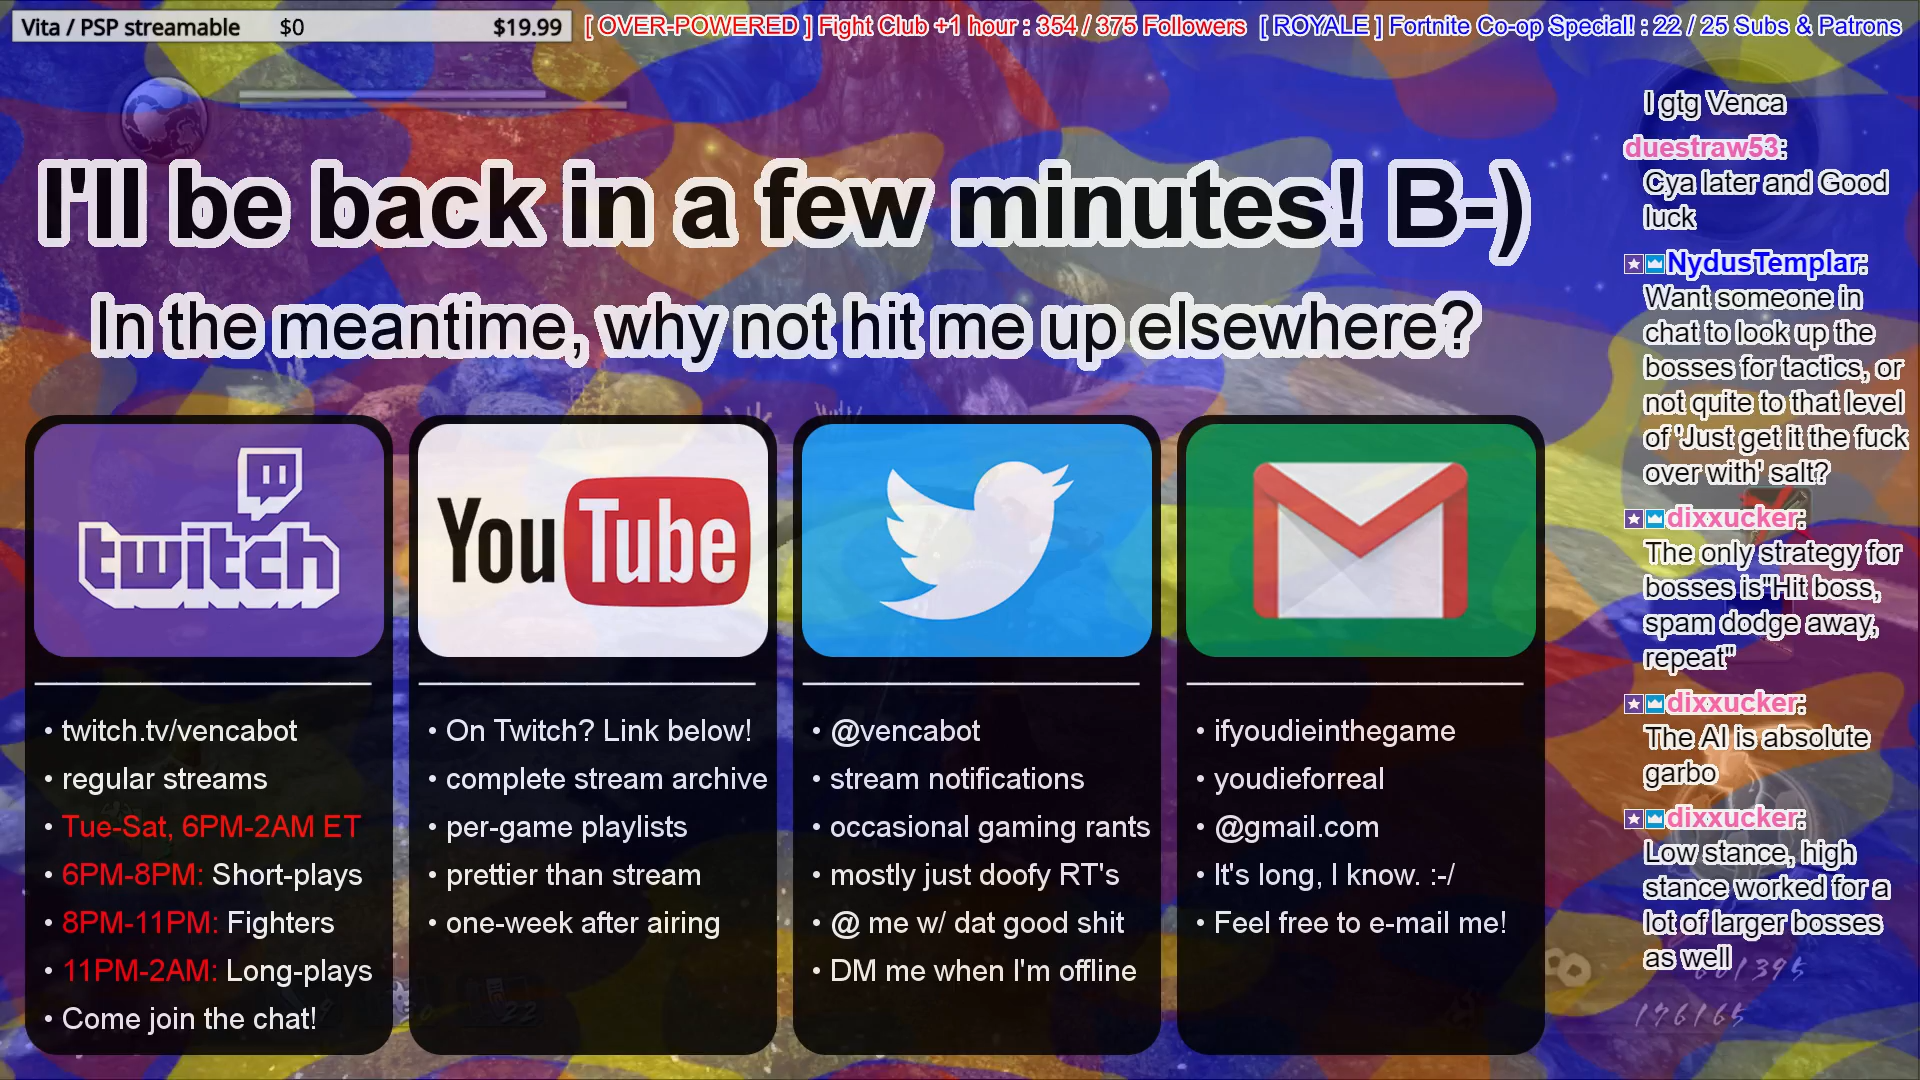 Vita / PSP streamable $0 $19.99
[ OVER-POWERED ] Fight Club +1 hour : 354 / 375 Followers [ ROYALE ] Fortnite Co-op Special! : 22 / 25 Subs & Patrons
I'll be back in a few minutes! B-)
In the meantime, why not hit me up elsewhere?
twitch
• twitch.tv/vencabot
• regular streams
• Tue-Sat, 6PM-2AM ET
• 6PM-8PM: Short-plays
• 8PM-11PM: Fighters
• 11PM-2AM: Long-plays
• Come join the chat!
YouTube
• On Twitch? Link below!
• complete stream archive
• per-game playlists
• prettier than stream
• one-week after airing
• @vencabot
• stream notifications
• occasional gaming rants
• mostly just doofy RT's
• @ me w/ dat good shit
• DM me when I'm offline
• ifyoudieinthegame
• youdieforreal
• @gmail.com
• It's long, I know. :-/
• Feel free to e-mail me!
I gtg Venca
duestraw53:
Cya later and Good
luck
NydusTemplar:
Want someone in
chat to look up the
bosses for tactics, or
not quite to that level
of 'Just get it the fuck
over with' salt?
dixxucker:
The only strategy for
bosses is"Hit boss,
spam dodge away,
repeat"
dixxucker:
The AI is absolute
garbo
dixxucker:
Low stance, high
stance worked for a
lot of larger bosses
as well
176165